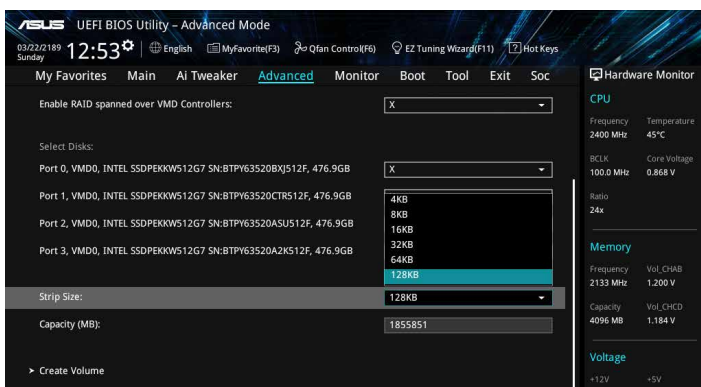 ASUS UEFI BIOS Utility – Advanced Mode
03/22/2189 Sunday 12:53 English MyFavorite(F3) Qfan Control(F6) EZ Tuning Wizard(F11) ? Hot Keys
My Favorites Main Ai Tweaker Advanced Monitor Boot Tool Exit Soc
Enable RAID spanned over VMD Controllers: X
Select Disks:
Port 0, VMD0, INTEL SSDPEKKW512G7 SN:BTPY63520BXJ512F, 476.9GB X
Port 1, VMD0, INTEL SSDPEKKW512G7 SN:BTPY63520CTR512F, 476.9GB
Port 2, VMD0, INTEL SSDPEKKW512G7 SN:BTPY63520ASU512F, 476.9GB
Port 3, VMD0, INTEL SSDPEKKW512G7 SN:BTPY63520A2K512F, 476.9GB
4KB
8KB
16KB
32KB
64KB
128KB
Strip Size: 128KB
Capacity (MB): 1855851
> Create Volume
Hardware Monitor
CPU
Frequency Temperature
2400 MHz 45°C
BCLK Core Voltage
100.0 MHz 0.868 V
Ratio
24x
Memory
Frequency Vol_CHAB
2133 MHz 1.200 V
Capacity Vol_CHCD
4096 MB 1.184 V
Voltage
+12V +5V